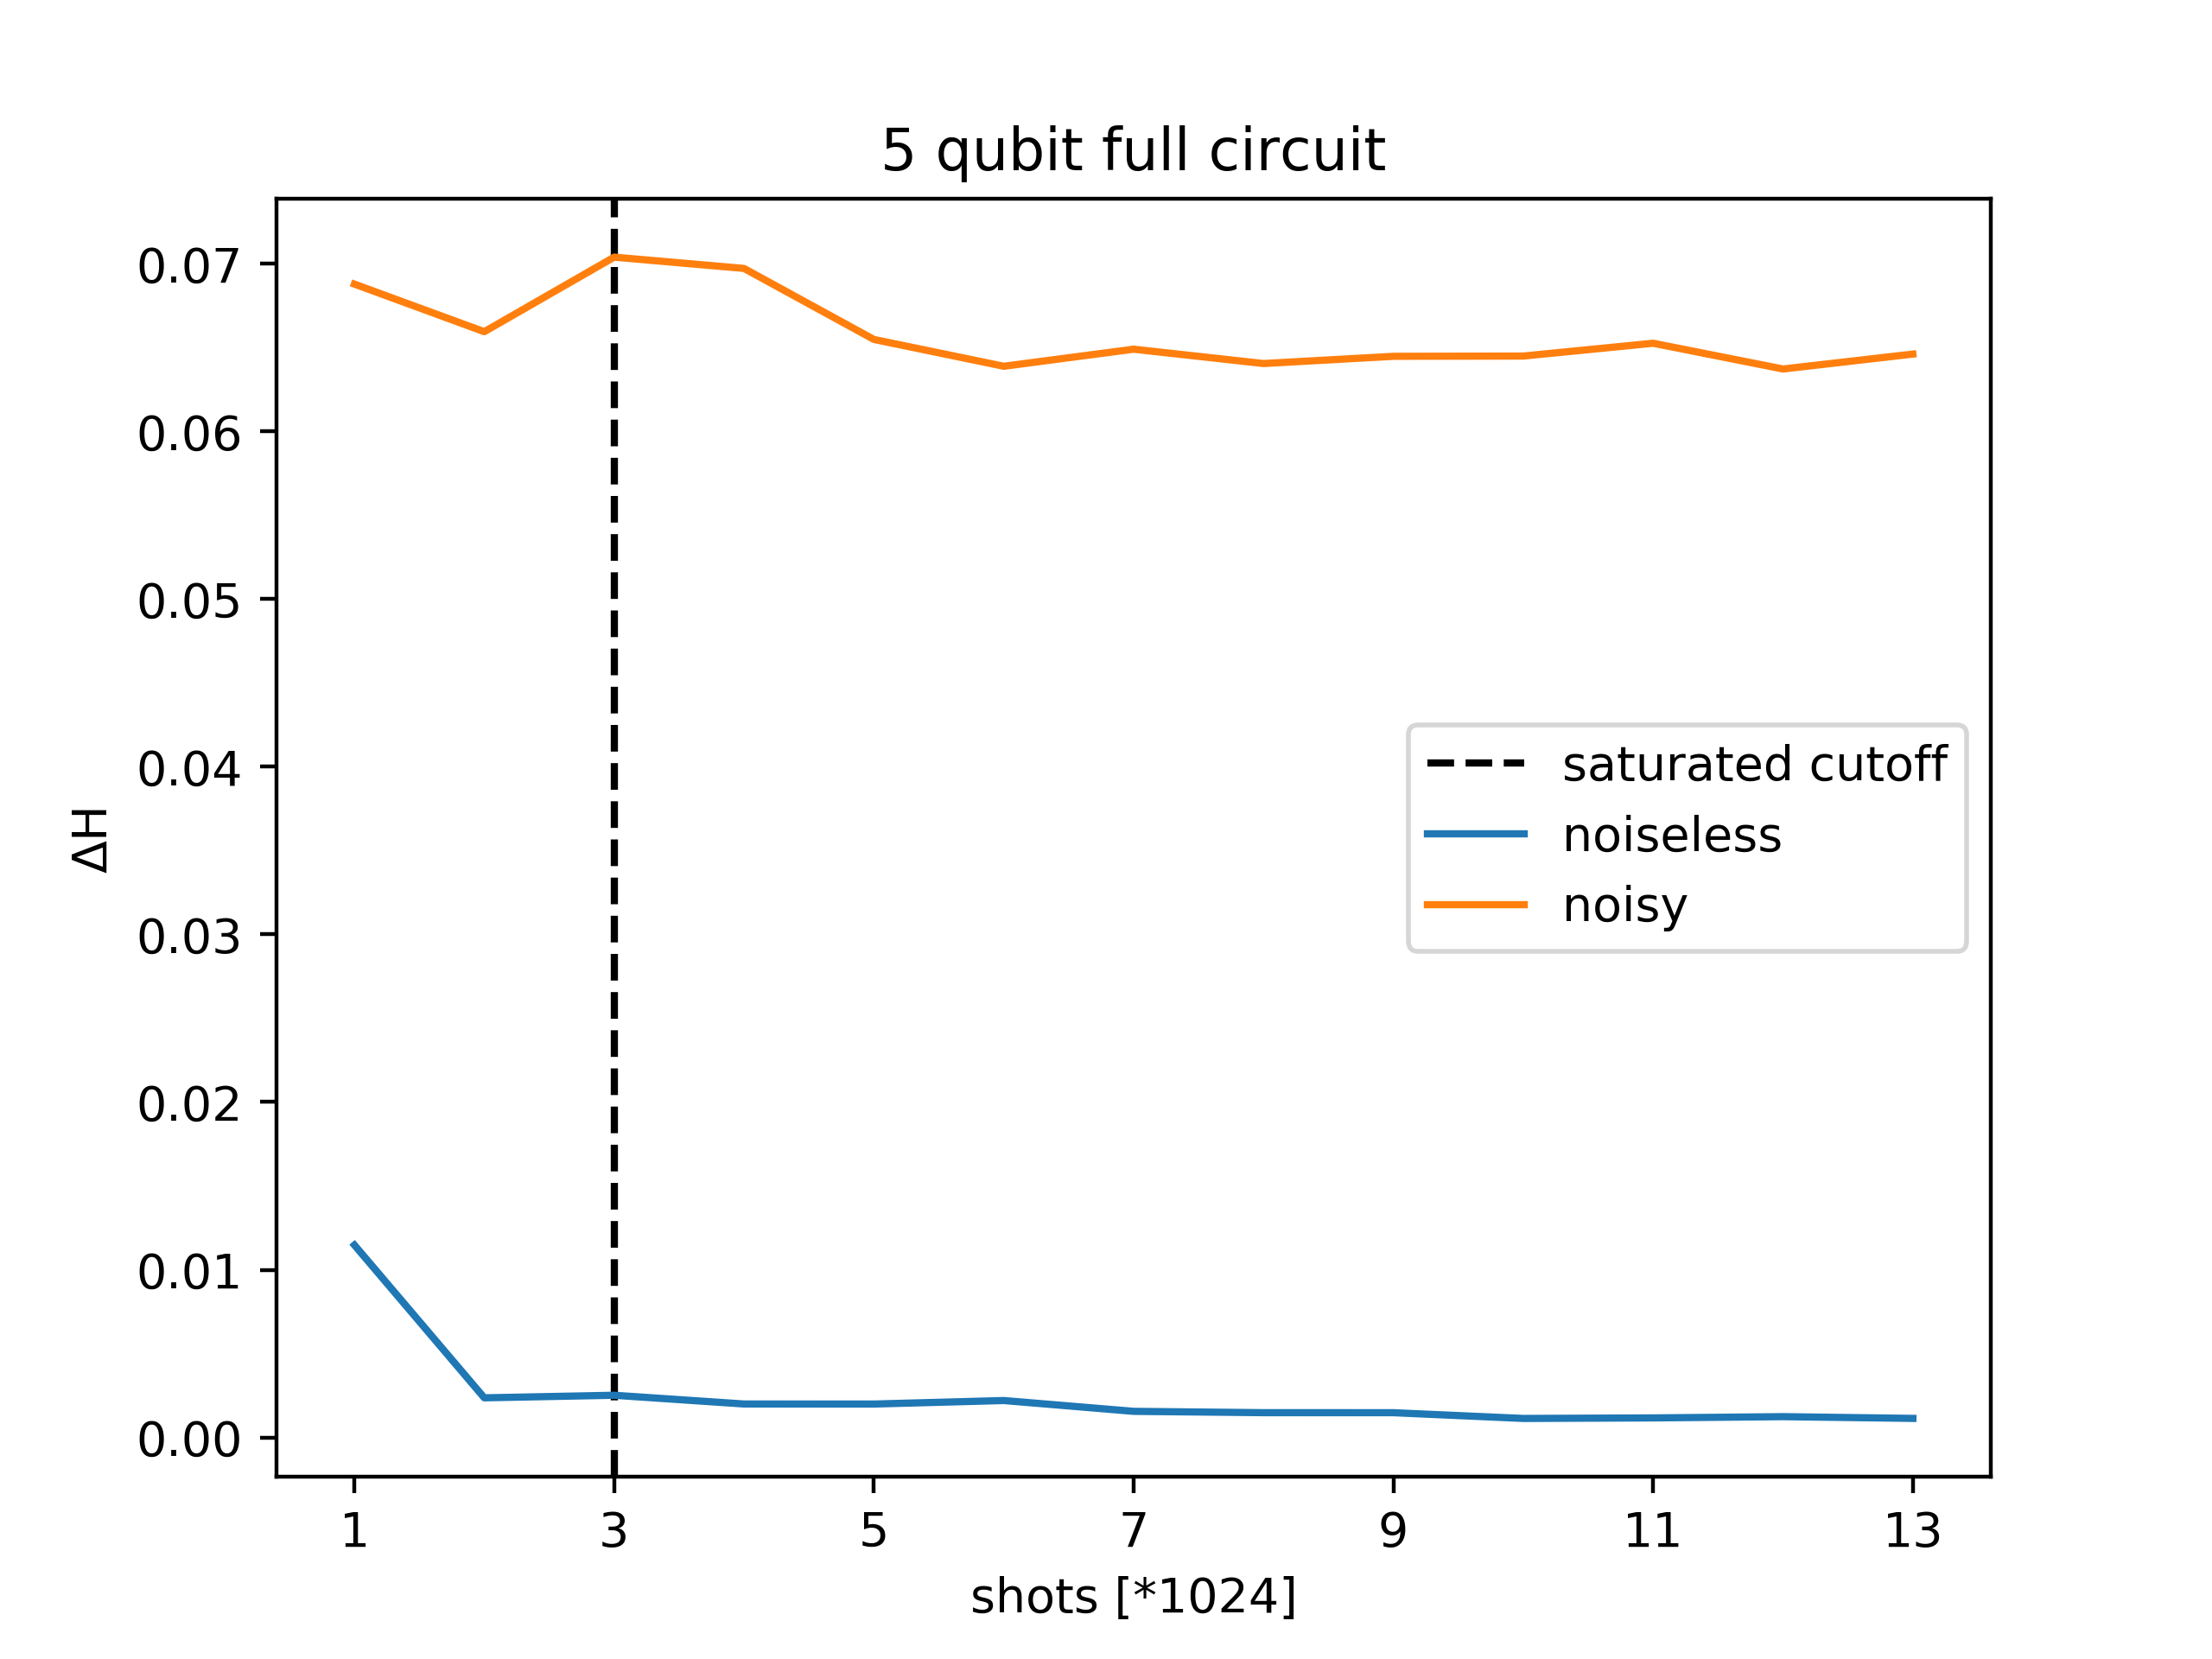 5 qubit full circuit
0.07
0.06
0.05
0.04
0.03
0.02
0.01
0.00
ΔH
saturated cutoff
noiseless
noisy
1 3 5 7 9 11 13
shots [*1024]